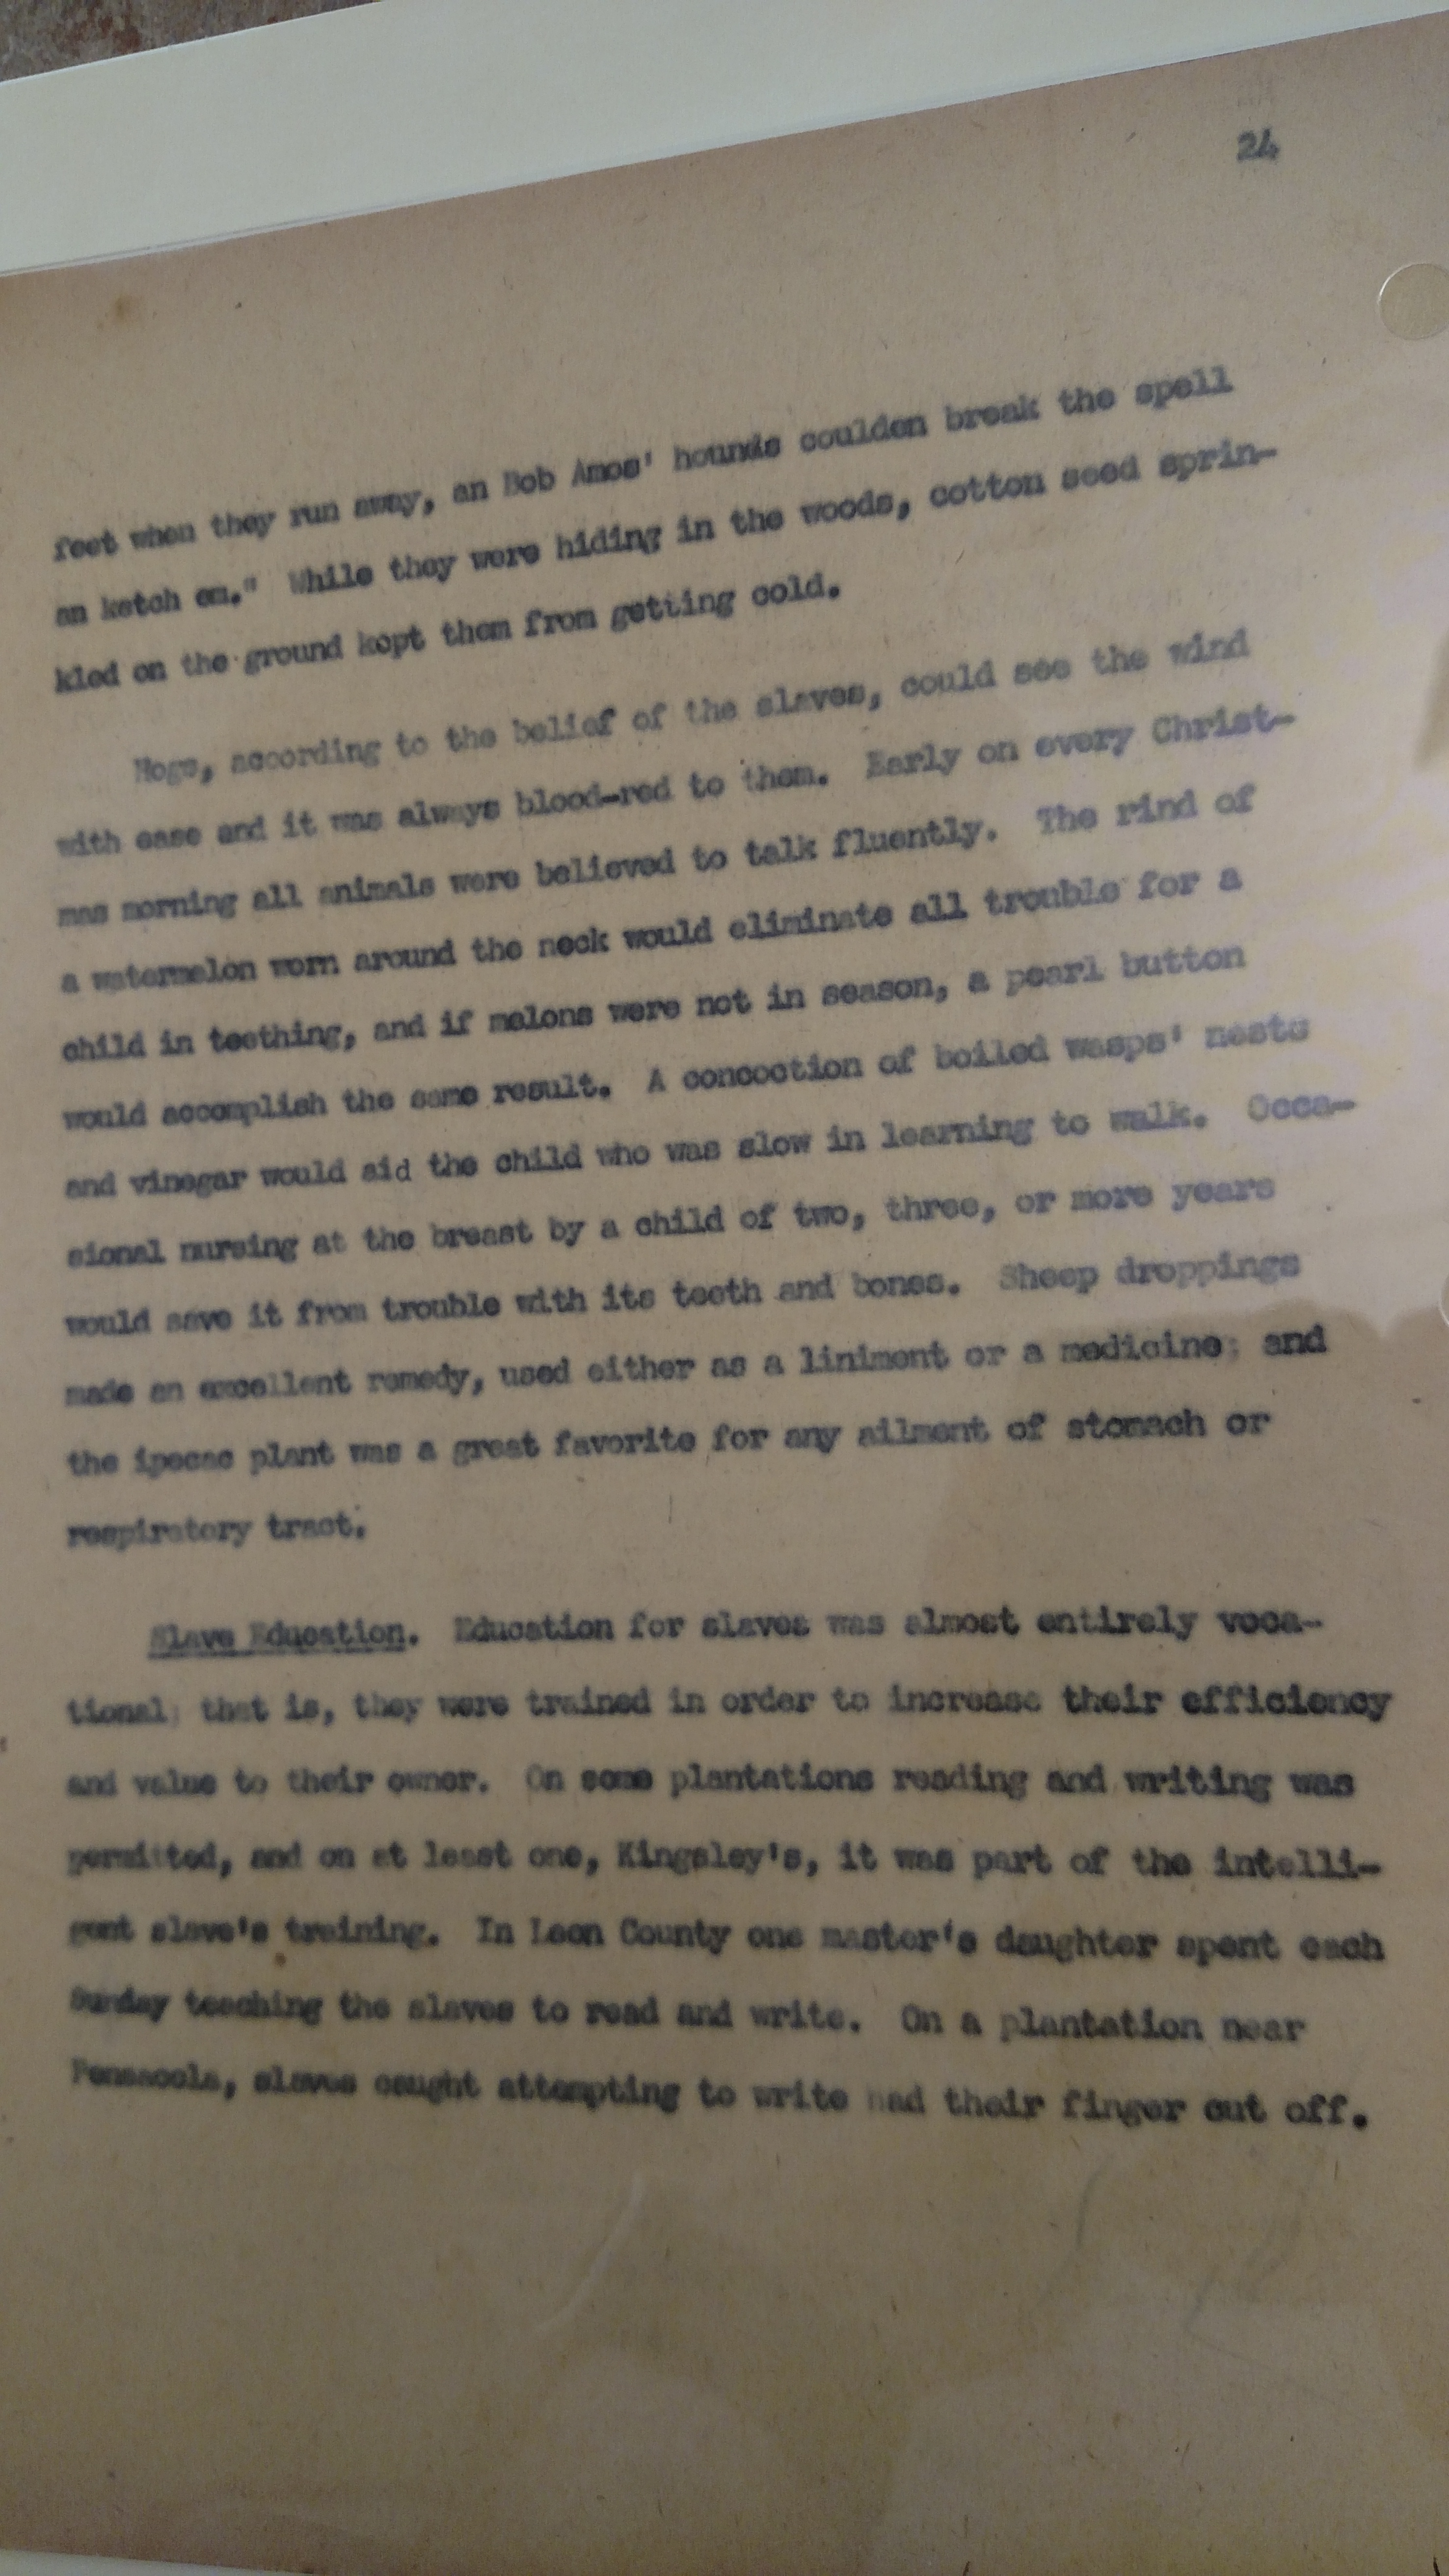 24
feet when they run away, an Bob Amos' hounds coulden break the spell
an ketch em." While they were hiding in the woods, cotton seed sprin-
kled on the ground kept them from getting cold.
Hogs, according to the belief of the slaves, could see the wind
with ease and it was always blood-red to them. Early on every Christ-
mas morning all animals were believed to talk fluently. The rind of
a watermelon worn around the neck would eliminate all trouble for a
child in teething, and if melons were not in season, a pearl button
would accomplish the same result. A concoction of boiled wasps' nests
and vinegar would aid the child who was slow in learning to walk. Occa-
sional nursing at the breast by a child of two, three, or more years
would save it from trouble with its teeth and bones. Sheep droppings
made an excellent remedy, used either as a liniment or a medicine; and
the ipecac plant was a great favorite for any ailment of stomach or
respiratory tract.
Slave Education. Education for slaves was almost entirely voca-
tional; that is, they were trained in order to increase their efficiency
and value to their owner. On some plantations reading and writing was
permitted, and on at least one, Kingsley's, it was part of the intelli-
gent slave's training. In Leon County one master's daughter spent each
Sunday teaching the slaves to read and write. On a plantation near
Pensacola, slaves caught attempting to write had their finger cut off.